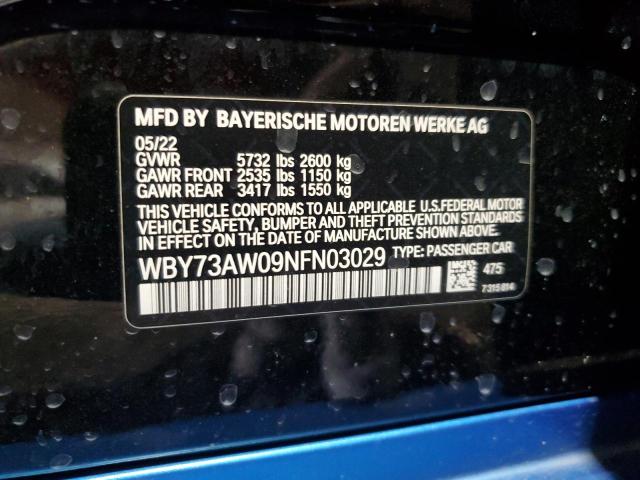 MFD BY BAYERISCHE MOTOREN WERKE AG
05/22
GVWR 5732 lbs 2600 kg
GAWR FRONT 2535 lbs 1150 kg
GAWR REAR 3417 lbs 1550 kg
THIS VEHICLE CONFORMS TO ALL APPLICABLE U.S.FEDERAL MOTOR
VEHICLE SAFETY, BUMPER AND THEFT PREVENTION STANDARDS
IN EFFECT ON THE DATE OF MANUFACTURE SHOWN ABOVE.
WBY73AW09NFN03029 TYPE: PASSENGER CAR
475
7315814